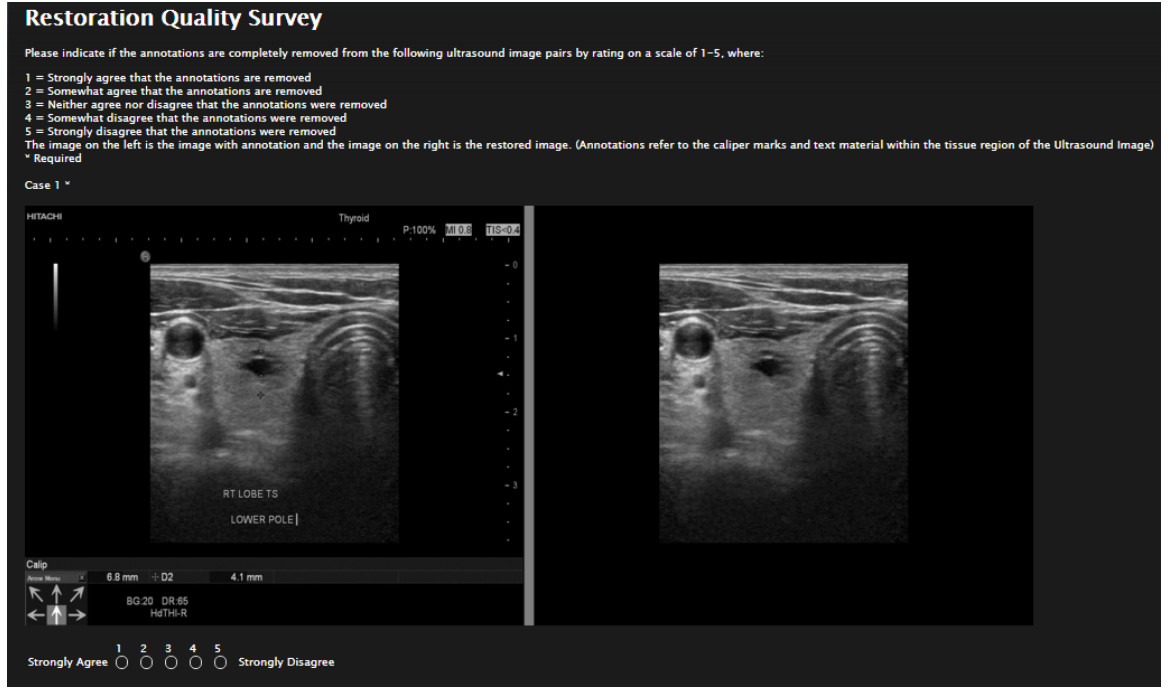 Restoration Quality Survey
Please indicate if the annotations are completely removed from the following ultrasound image pairs by rating on a scale of 1-5, where:
1 = Strongly agree that the annotations are removed
2 = Somewhat agree that the annotations are removed
3 = Neither agree nor disagree that the annotations were removed
4 = Somewhat disagree that the annotations were removed
5 = Strongly disagree that the annotations were removed
The image on the left is the image with annotation and the image on the right is the restored image. (Annotations refer to the caliper marks and text material within the tissue region of the Ultrasound Image)
* Required
Case 1 *
HITACHI
Thyroid
P:100% MI 0.8 TIS<0.4
0
1
2
3
RT LOBE TS
LOWER POLE
Calip
Arrow Menu X 6.8 mm D2 4.1 mm
BG:20 DR:65
HdTHI-R
1 2 3 4 5
Strongly Agree Strongly Disagree